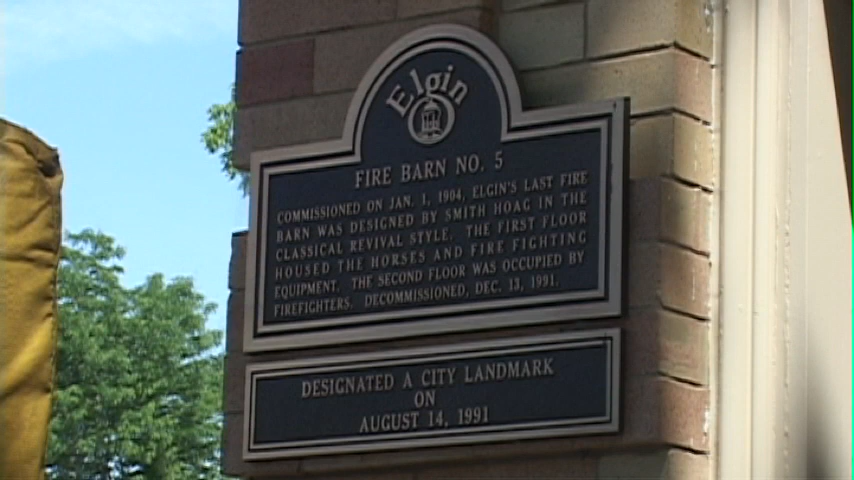 Elgin
FIRE BARN NO. 5
COMMISSIONED ON JAN. 1, 1904, ELGIN'S LAST FIRE
BARN WAS DESIGNED BY SMITH HOAG IN THE
CLASSICAL REVIVAL STYLE. THE FIRST FLOOR
HOUSED THE HORSES AND FIRE FIGHTING
EQUIPMENT. THE SECOND FLOOR WAS OCCUPIED BY
FIREFIGHTERS. DECOMMISSIONED, DEC. 13, 1991.
DESIGNATED A CITY LANDMARK
ON
AUGUST 14, 1991